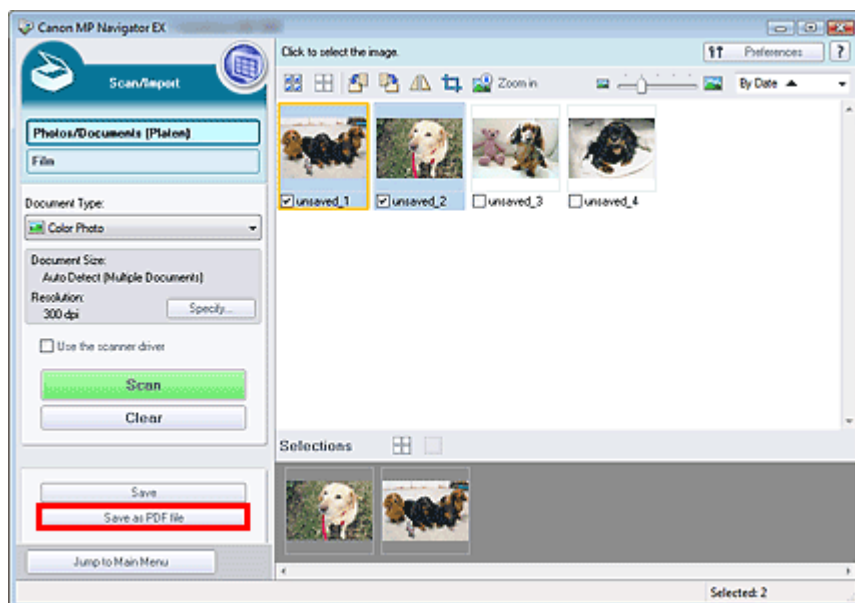 Canon MP Navigator EX
Click to select the image.
Preferences
?
Scan/Import
Zoom in
By Date
Photos/Documents (Platen)
Film
unsaved_1
unsaved_2
unsaved_3
unsaved_4
Document Type:
Color Photo
Document Size:
Auto Detect (Multiple Documents)
Resolution:
300 dpi
Specify...
Use the scanner driver
Scan
Clear
Selections
Save
Save as PDF file
Jump to Main Menu
Selected: 2